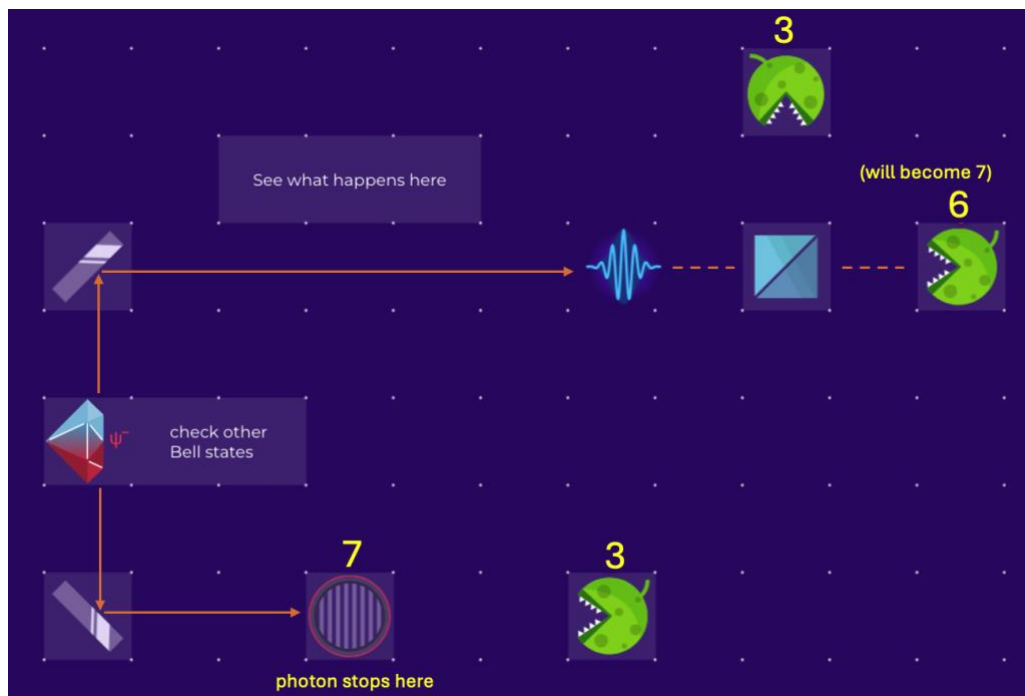 3
See what happens here
(will become 7)
6
ψ⁻
check other
Bell states
7
3
photon stops here